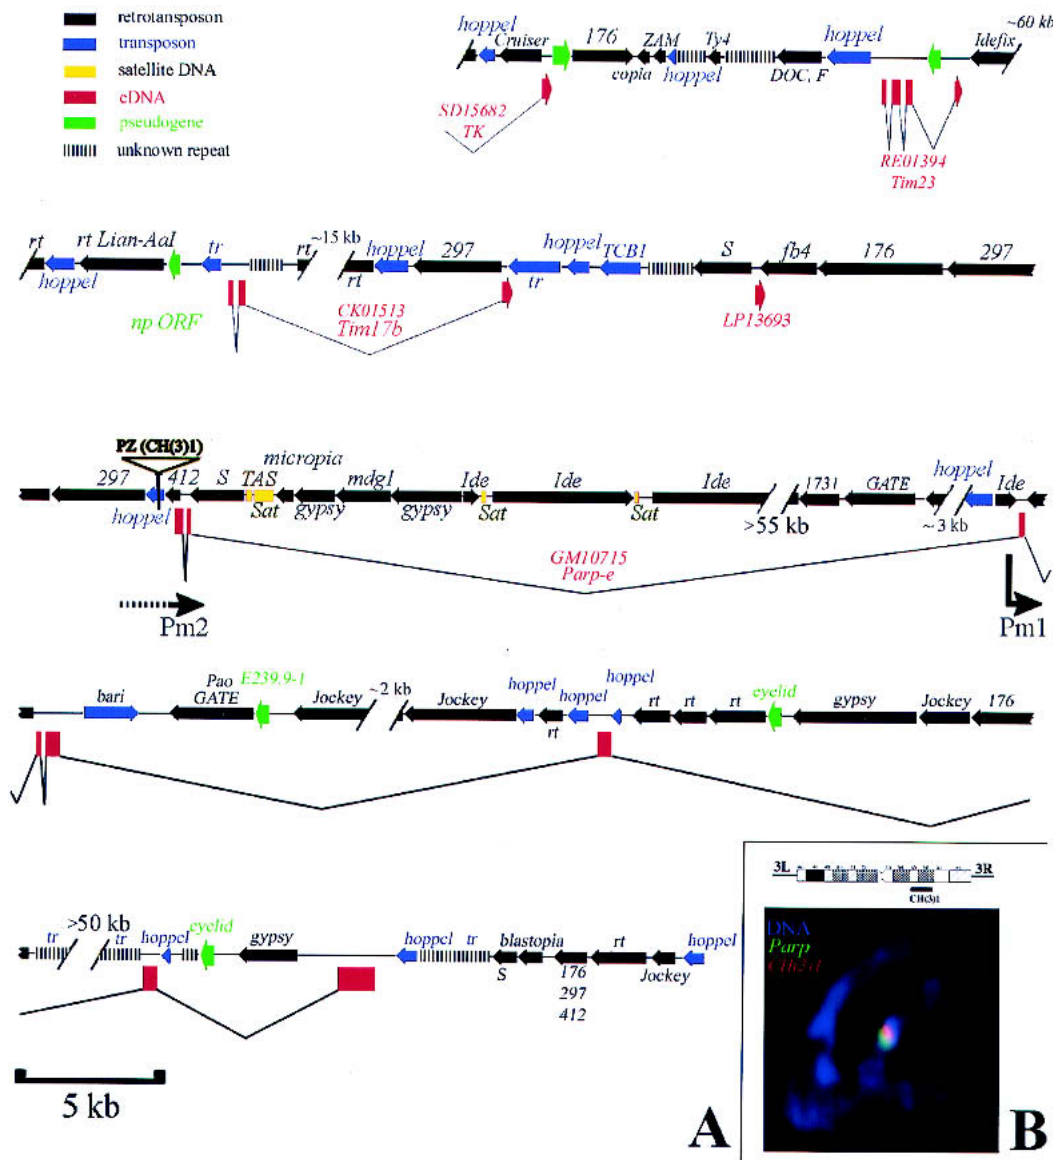 retrotansposon
transposon
satellite DNA
cDNA
pseudogene
unknown repeat
hoppel Cruiser 176 ZAM Ty4 hoppel Idefix ~60 kb
copia hoppel DOC, F
SD15682
TK
RE01394
Tim23
rt rt Lian-Aal tr rt ~15 kb hoppel 297 hoppel TCB1 S fb4 176 297
hoppel rt tr
np ORF
CK01513
Tim17b
LP13693
PZ (CH(3)1)
297 412 S TAS micropia mdg1 Ide Ide Ide 1731 GATE hoppel Ide
hoppel Sat gypsy gypsy Sat Sat >55 kb ~3 kb
GM10715
Parp-e
Pm2 Pm1
bari Pao GATE E239.9-1 Jockey ~2 kb Jockey hoppel hoppel hoppel rt rt rt eyelid gypsy Jockey 176
rt
tr >50 kb tr hoppel eyelid gypsy hoppel tr blastopia rt hoppel
S 176 Jockey
297
412
5 kb
A
3L 3R
CH(3)1
DNA
Parp
B